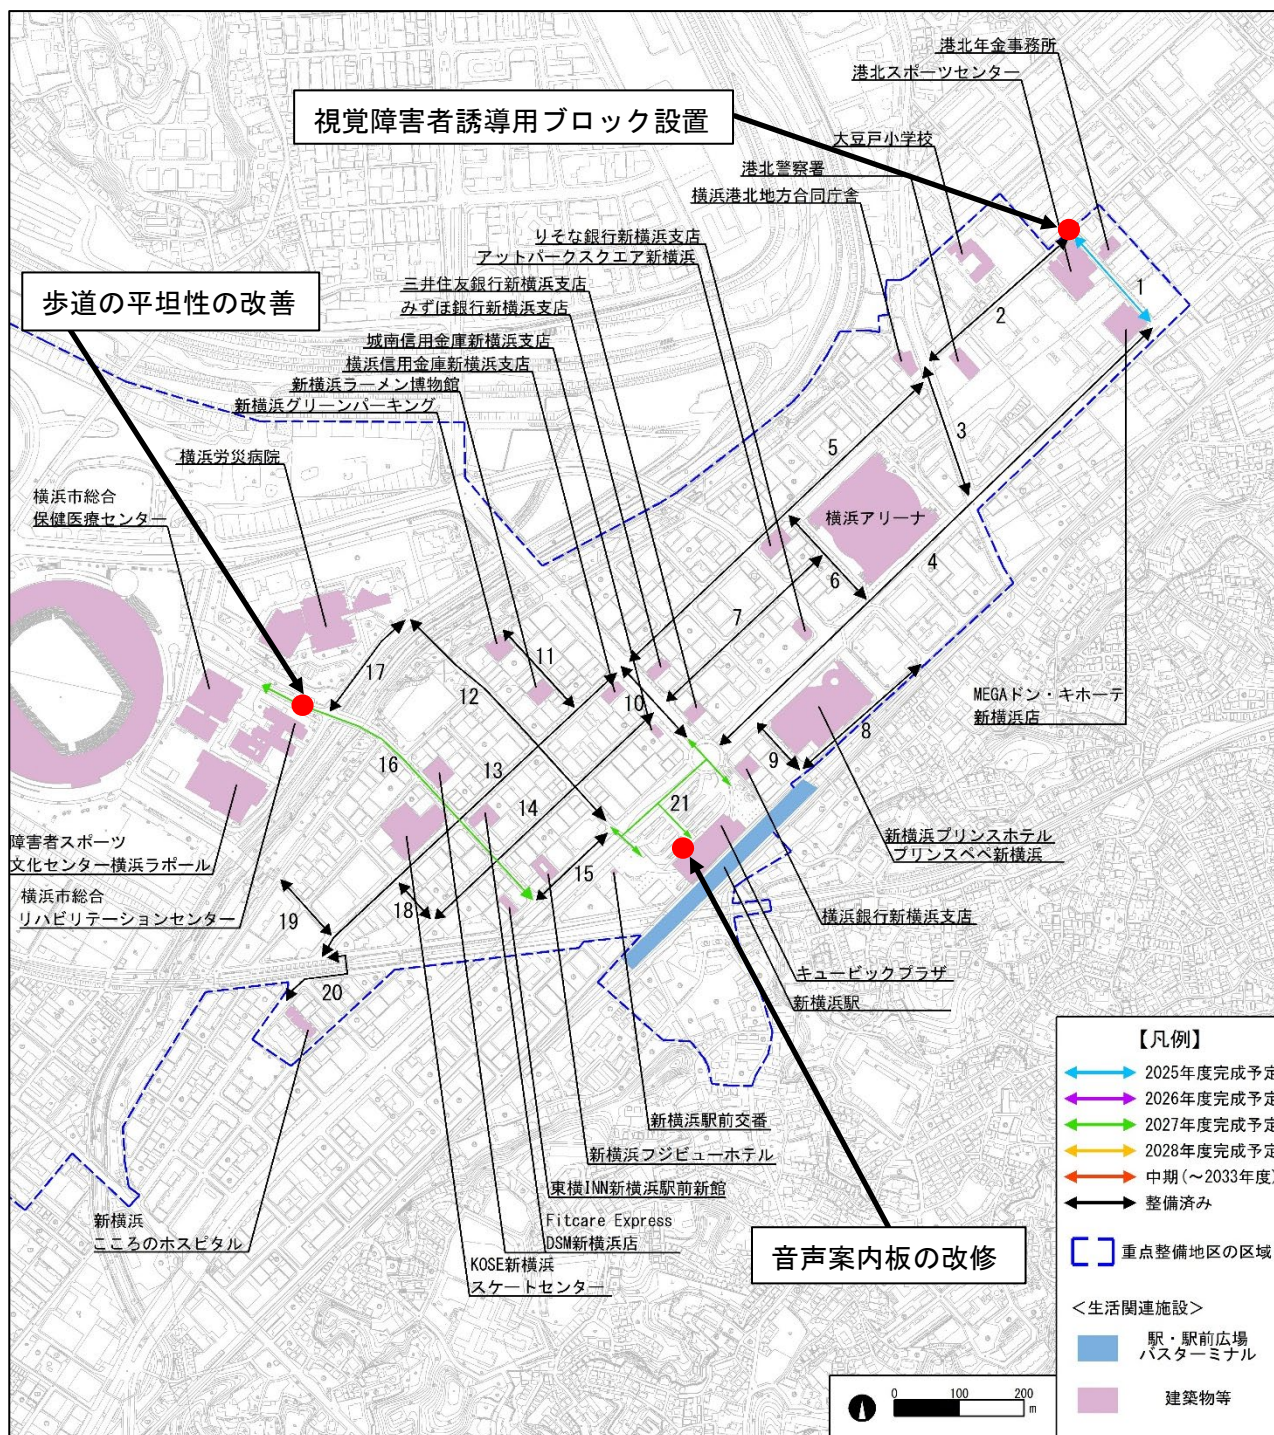 港北年金事務所
港北スポーツセンター
視覚障害者誘導用ブロック設置
大豆戸小学校
港北警察署
横浜港北地方合同庁舎
りそな銀行新横浜支店
アットパークスクエア新横浜
三井住友銀行新横浜支店
みずほ銀行新横浜支店
城南信用金庫新横浜支店
横浜信用金庫新横浜支店
新横浜ラーメン博物館
新横浜グリーンパーキング
歩道の平坦性の改善
横浜労災病院
横浜市総合
保健医療センター
横浜アリーナ
1
2
3
4
5
6
7
8
9
10
11
12
13
14
15
16
17
18
19
20
21
MEGAドン・キホーテ
新横浜店
障害者スポーツ
文化センター横浜ラポール
横浜市総合
リハビリテーションセンター
新横浜プリンスホテル
プリンスペペ新横浜
横浜銀行新横浜支店
キュービックプラザ
新横浜駅
新横浜駅前交番
新横浜フジビューホテル
東横INN新横浜駅前新館
Fitcare Express
DSM新横浜店
KOSE新横浜
スケートセンター
新横浜
こころのホスピタル
音声案内板の改修
【凡例】
2025年度完成予定
2026年度完成予定
2027年度完成予定
2028年度完成予定
中期(～2033年度)
整備済み
重点整備地区の区域
＜生活関連施設＞
駅・駅前広場
バスターミナル
建築物等
0 100 200
m